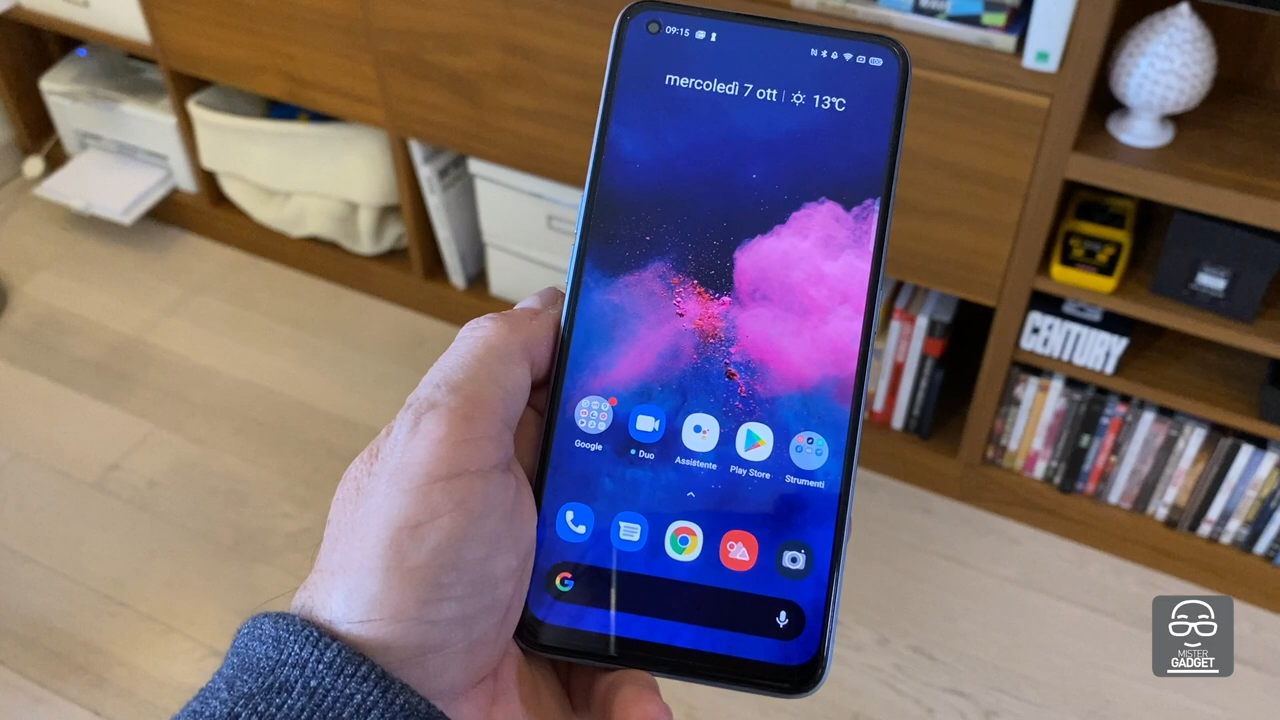 09:15
mercoledì 7 ott | 13°C
Google
Duo
Assistente
Play Store
Strumenti
CENTURY
MISTER
GADGET